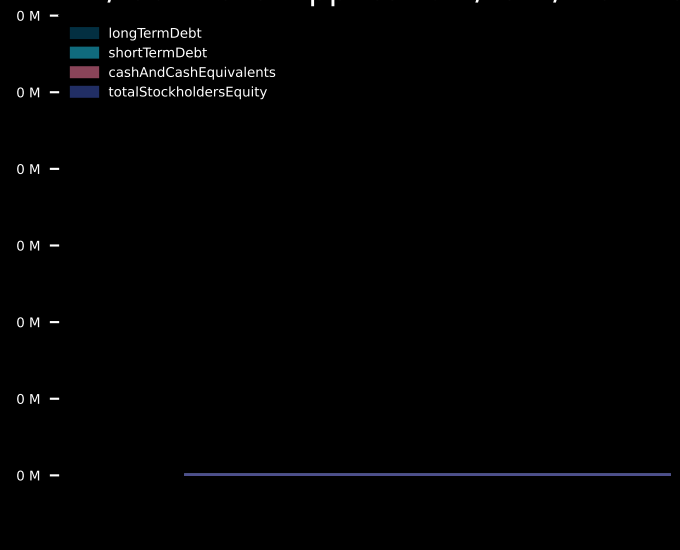 0 M
longTermDebt
shortTermDebt
cashAndCashEquivalents
0 M
totalStockholdersEquity
0 M
0 M
0 M
0 M
0 M